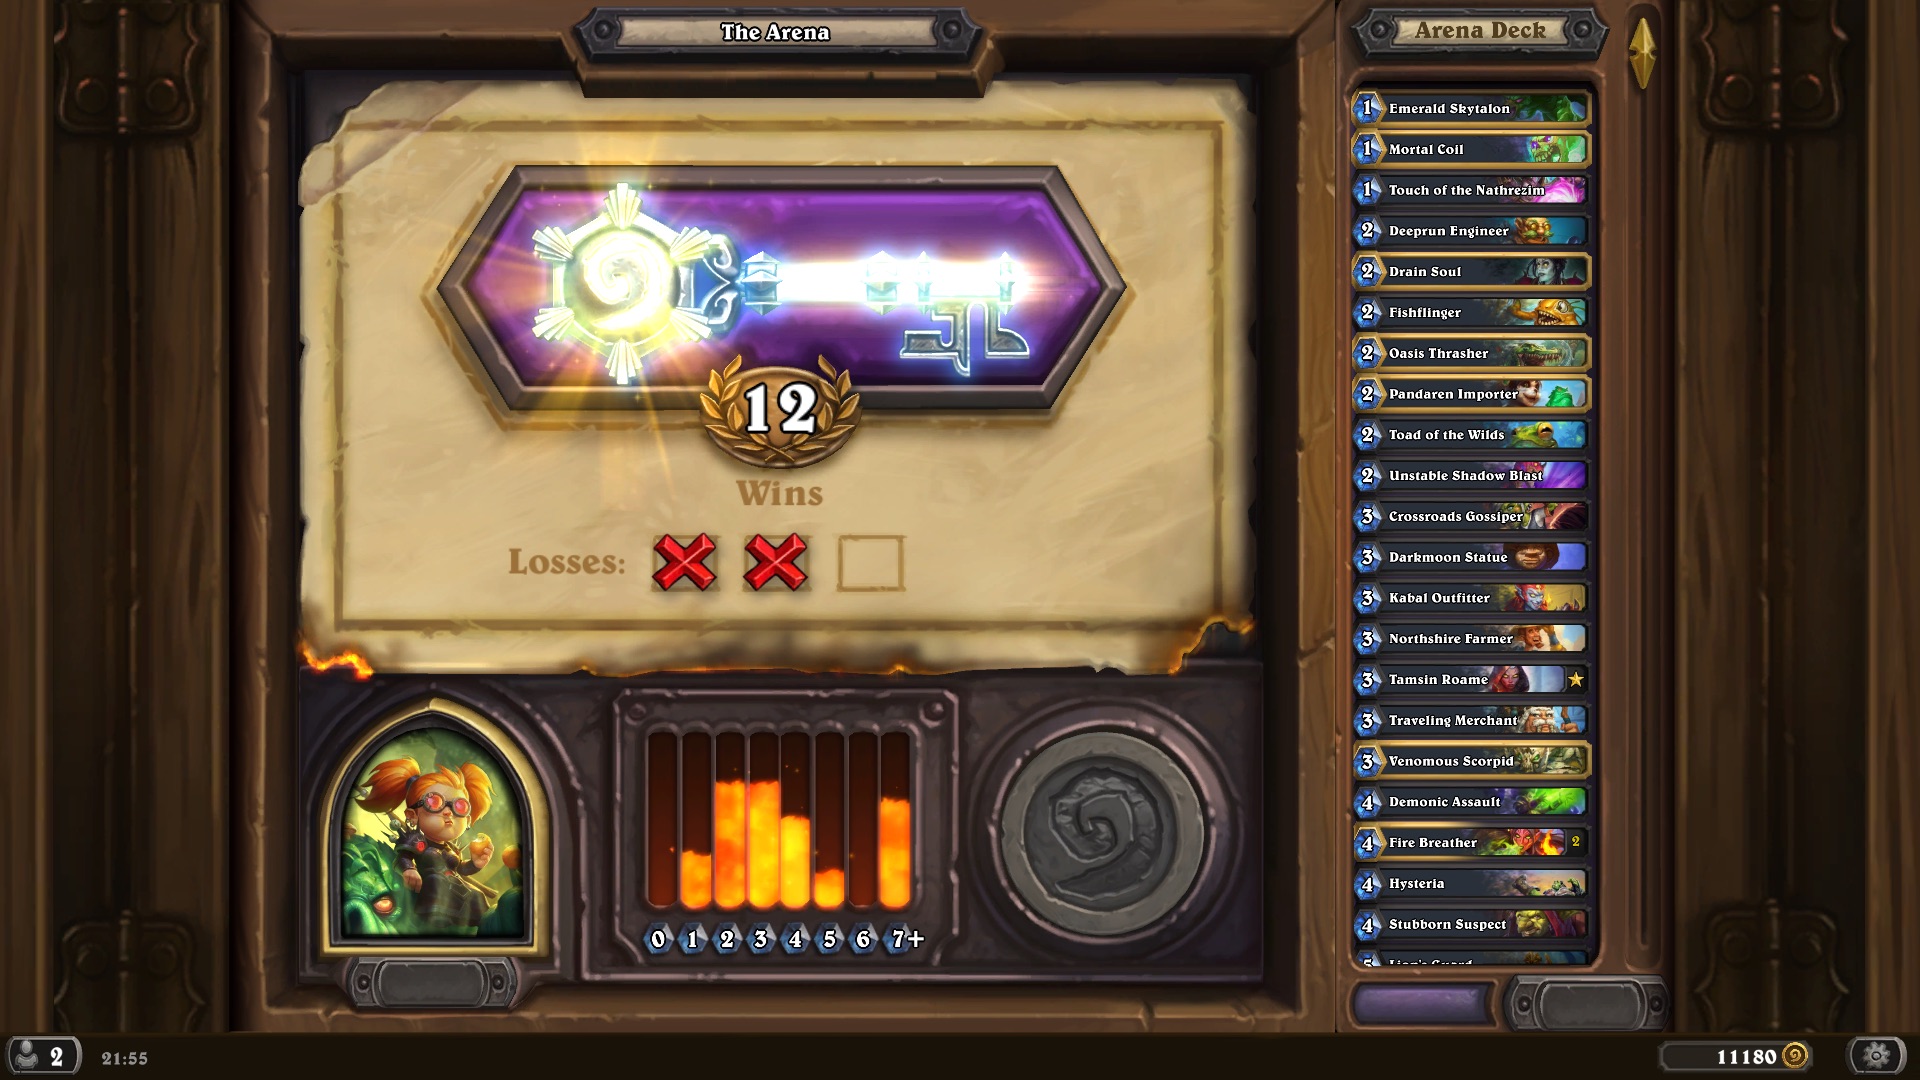 The Arena
12
Wins
Losses:
0 1 2 3 4 5 6 7+
Arena Deck
1 Emerald Skytalon
1 Mortal Coil
1 Touch of the Nathrezim
2 Deeprun Engineer
2 Drain Soul
2 Fishflinger
2 Oasis Thrasher
2 Pandaren Importer
2 Toad of the Wilds
2 Unstable Shadow Blast
3 Crossroads Gossiper
3 Darkmoon Statue
3 Kabal Outfitter
3 Northshire Farmer
3 Tamsin Roame
3 Traveling Merchant
3 Venomous Scorpid
4 Demonic Assault
4 Fire Breather 2
4 Hysteria
4 Stubborn Suspect
5 Lion's Guard
2 21:55
11180